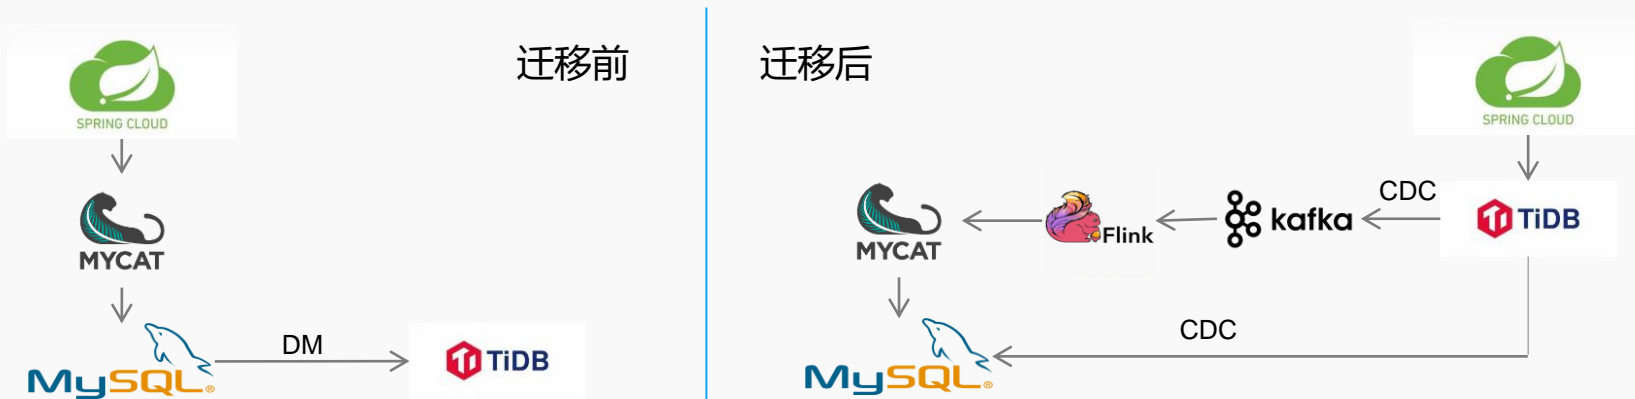 迁移前
SPRING CLOUD
MYCAT
MySQL®
DM
TiDB
迁移后
SPRING CLOUD
CDC
TiDB
kafka
Flink
MYCAT
CDC
MySQL®